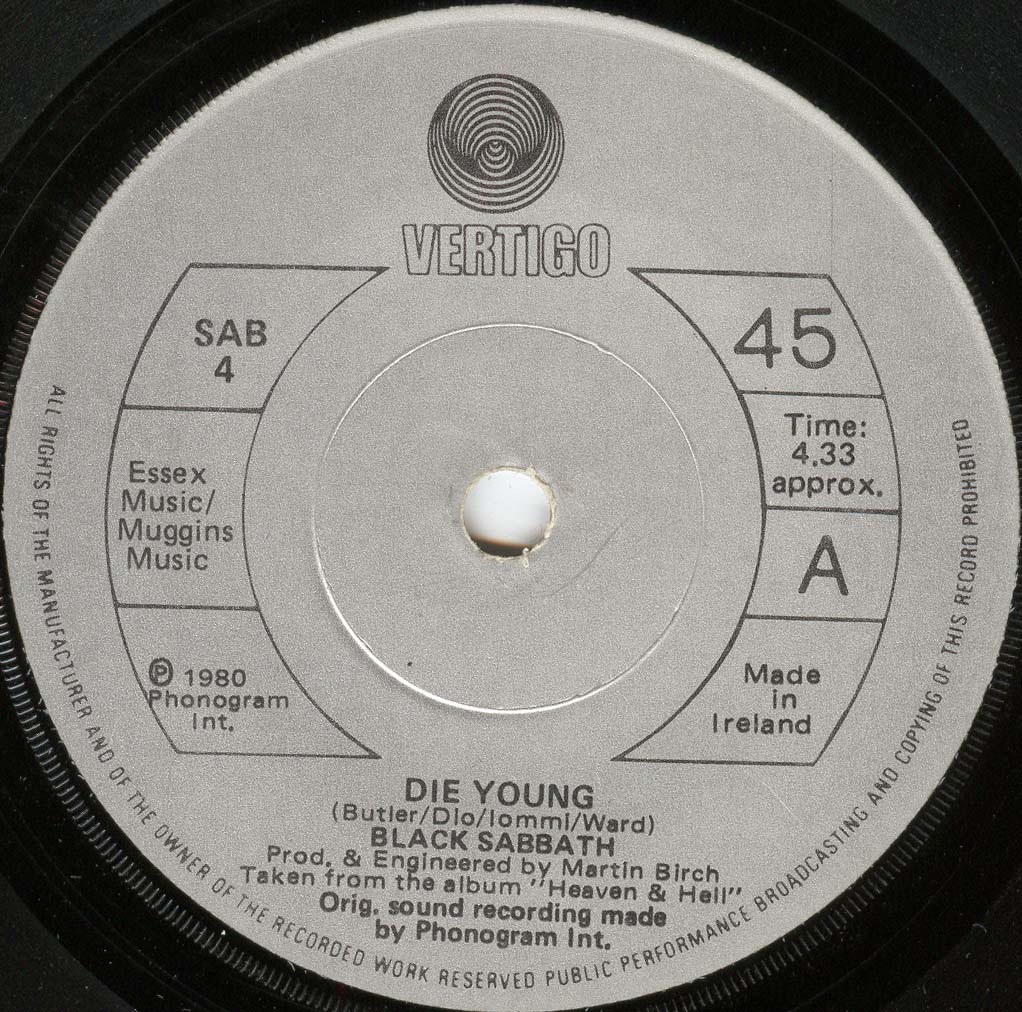 VERTIGO
SAB
4
Essex
Music/
Muggins
Music
℗ 1980
Phonogram
Int.
45
Time:
4.33
approx.
A
Made
in
Ireland
DIE YOUNG
(Butler/Dio/Iommi/Ward)
BLACK SABBATH
Prod. & Engineered by Martin Birch
Taken from the album "Heaven & Hell"
Orig. sound recording made
by Phonogram Int.
ALL RIGHTS OF THE MANUFACTURER AND OF THE OWNER OF THE RECORDED WORK RESERVED PUBLIC PERFORMANCE BROADCASTING AND COPYING OF THIS RECORD PROHIBITED